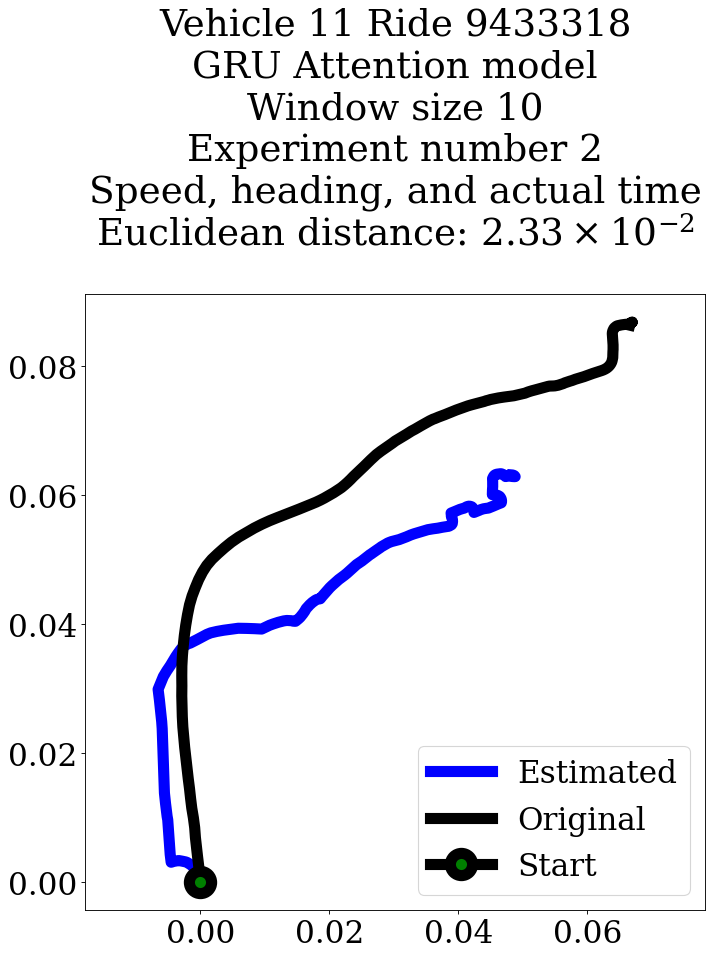 Vehicle 11 Ride 9433318
GRU Attention model
Window size 10
Experiment number 2
Speed, heading, and actual time
Euclidean distance: 2.33 × 10⁻²
0.08
0.06
0.04
0.02
0.00
Estimated
Original
Start
0.00 0.02 0.04 0.06